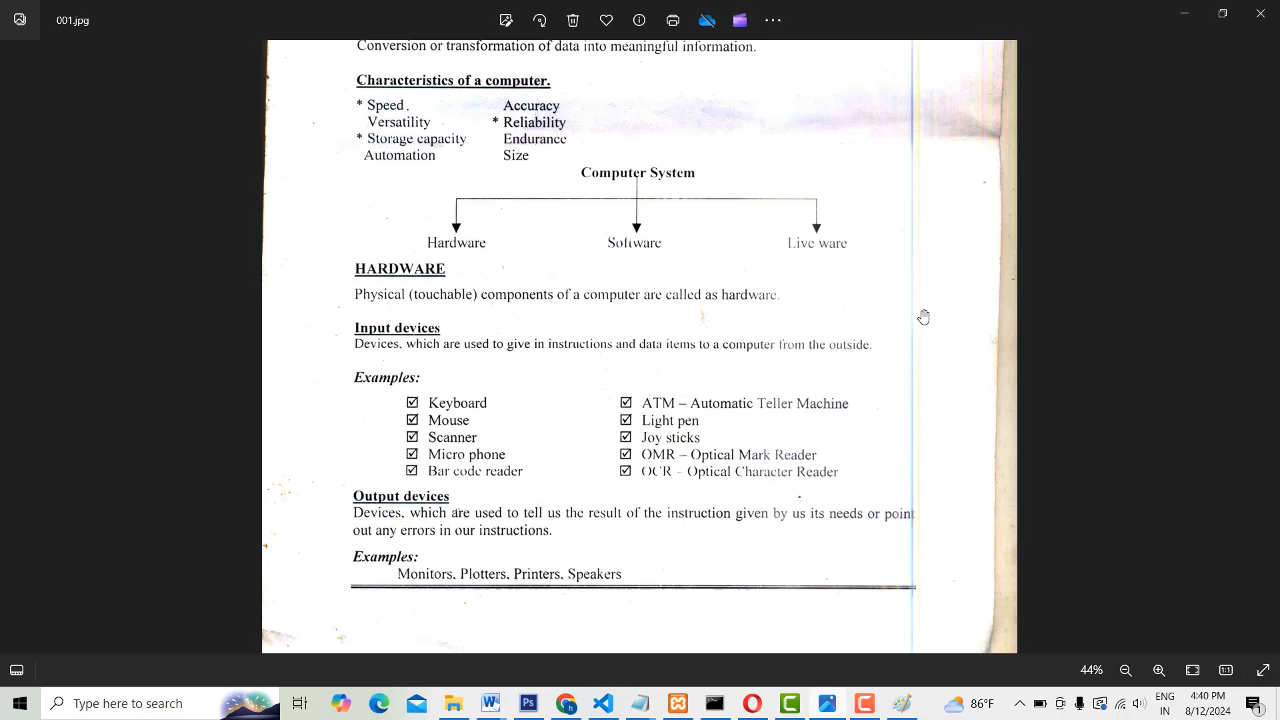 001.jpg
Conversion or transformation of data into meaningful information.
Characteristics of a computer.
* Speed . Accuracy
Versatility * Reliability
* Storage capacity Endurance
Automation Size
Computer System
Hardware Software Live ware
HARDWARE
Physical (touchable) components of a computer are called as hardware.
Input devices
Devices, which are used to give in instructions and data items to a computer from the outside.
Examples:
☑ Keyboard ☑ ATM – Automatic Teller Machine
☑ Mouse ☑ Light pen
☑ Scanner ☑ Joy sticks
☑ Micro phone ☑ OMR – Optical Mark Reader
☑ Bar code reader ☑ OCR – Optical Character Reader
Output devices
Devices, which are used to tell us the result of the instruction given by us its needs or point
out any errors in our instructions.
Examples:
Monitors, Plotters, Printers, Speakers
44%
Type here to search
86°F
ENG
IN
4:40 PM
8/12/2024
1